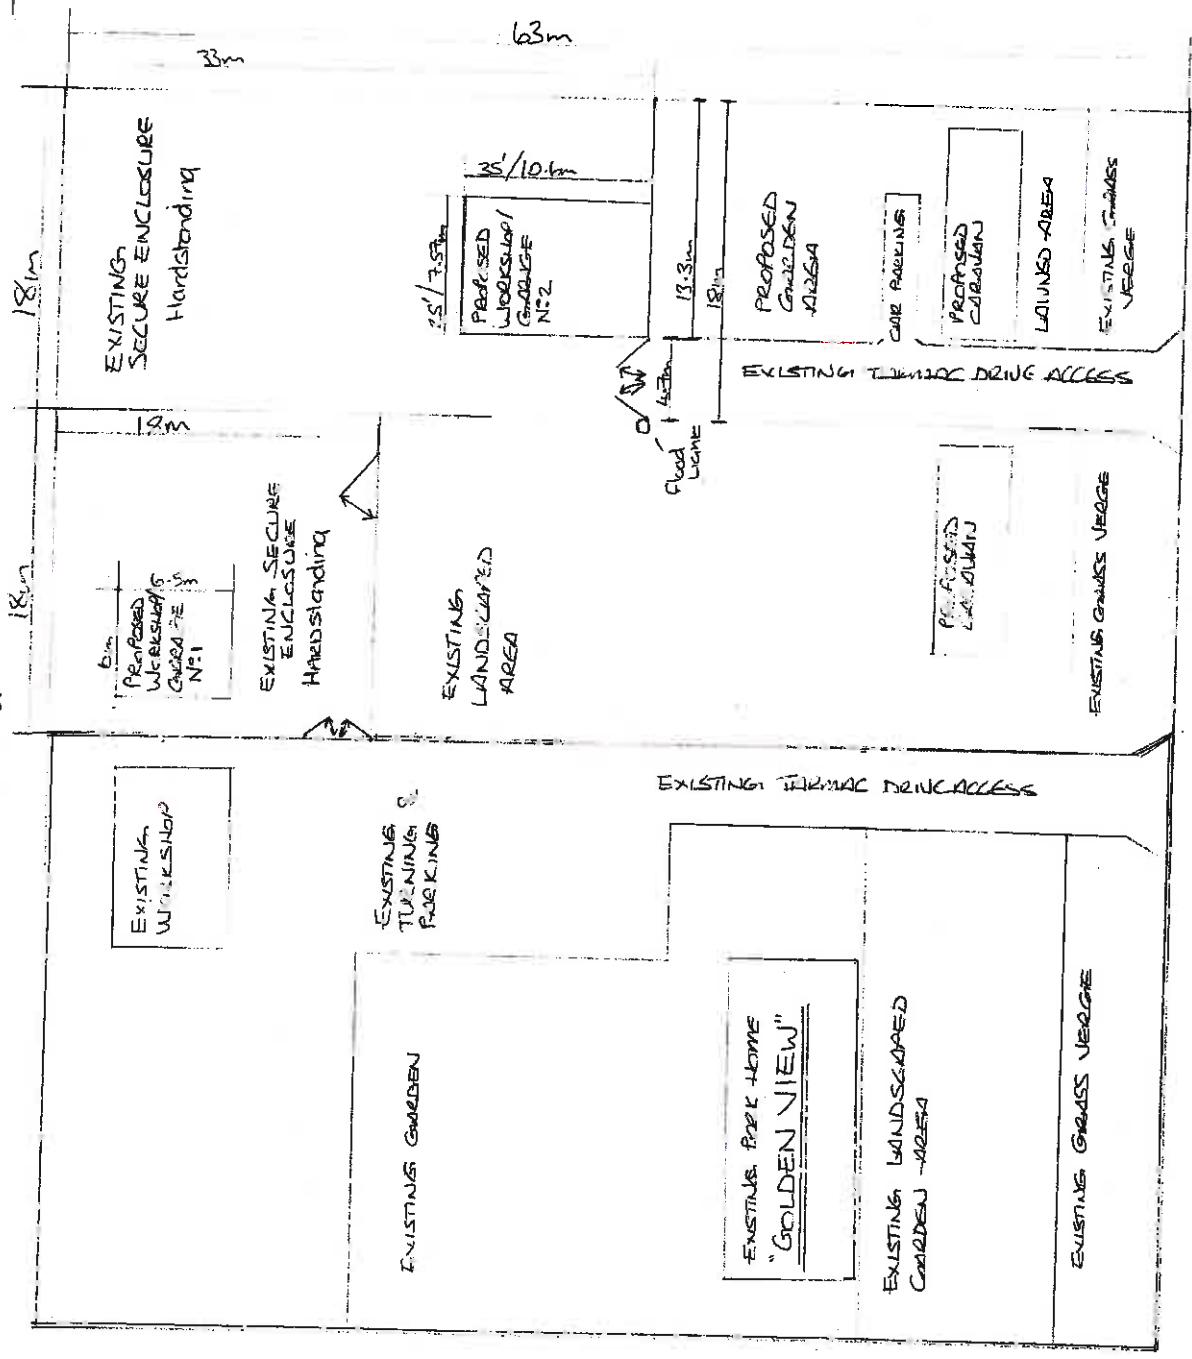 63m
33m
18m
EXISTING
SECURE ENCLOSURE
Hardstanding
35'/10.6m
25'/7.57m
PROPOSED
WORKSHOP/
GARAGE
Nº2
13.3m
18m
4.7m
Flood
LIGHT
PROPOSED
GARDEN
AREA
CAR PARKING
PROPOSED
CARAVAN
LAWNED AREA
EXISTING GRASS
VERGE
EXISTING TARMAC DRIVE ACCESS
18m
18m
6m
5m
PROPOSED
WORKSHOP/
GARAGE
Nº1
EXISTING SECURE
ENCLOSURE
HARDstanding
EXISTING
LANDSCAPED
AREA
PROPOSED
CARAVAN
EXISTING GRASS VERGE
EXISTING TARMAC DRIVE ACCESS
EXISTING
WORKSHOP
EXISTING
TURNING &
PARKING
EXISTING GARDEN
EXISTING PARK HOME
"GOLDEN VIEW"
EXISTING LANDSCAPED
GARDEN AREA
EXISTING GRASS VERGE